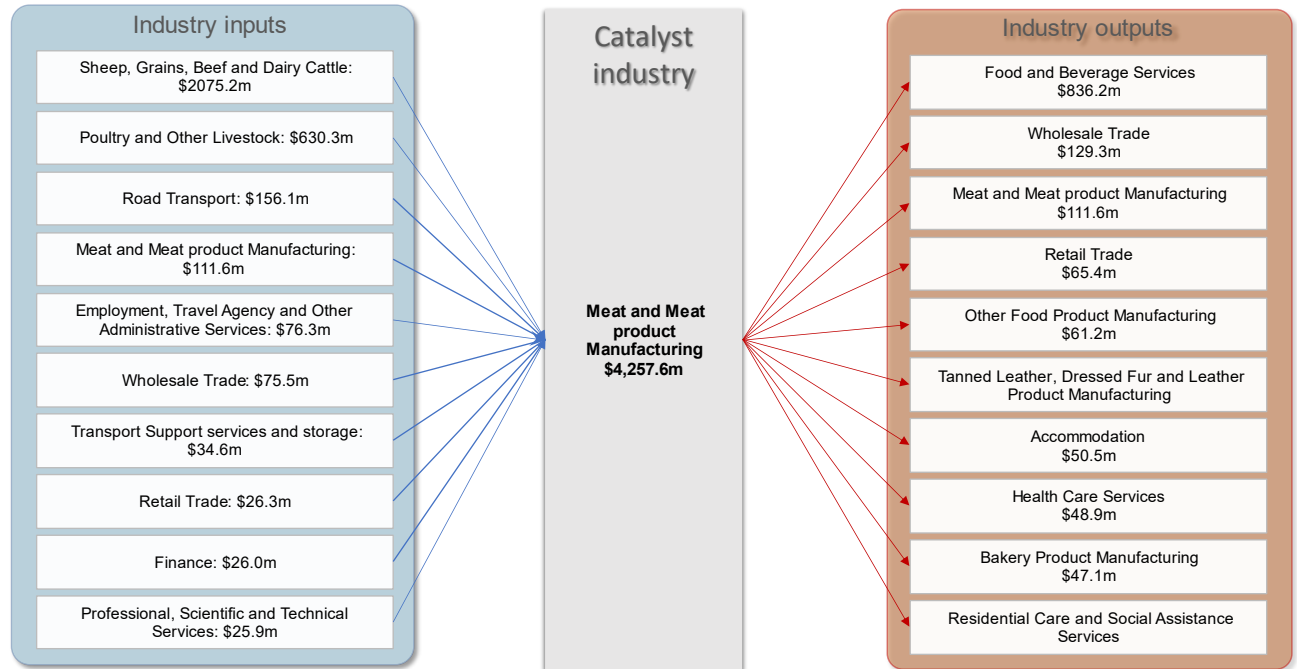 Industry inputs
Sheep, Grains, Beef and Dairy Cattle:
$2075.2m
Poultry and Other Livestock: $630.3m
Road Transport: $156.1m
Meat and Meat product Manufacturing:
$111.6m
Employment, Travel Agency and Other
Administrative Services: $76.3m
Wholesale Trade: $75.5m
Transport Support services and storage:
$34.6m
Retail Trade: $26.3m
Finance: $26.0m
Professional, Scientific and Technical
Services: $25.9m
Catalyst
industry
Meat and Meat
product
Manufacturing
$4,257.6m
Industry outputs
Food and Beverage Services
$836.2m
Wholesale Trade
$129.3m
Meat and Meat product Manufacturing
$111.6m
Retail Trade
$65.4m
Other Food Product Manufacturing
$61.2m
Tanned Leather, Dressed Fur and Leather
Product Manufacturing
Accommodation
$50.5m
Health Care Services
$48.9m
Bakery Product Manufacturing
$47.1m
Residential Care and Social Assistance
Services